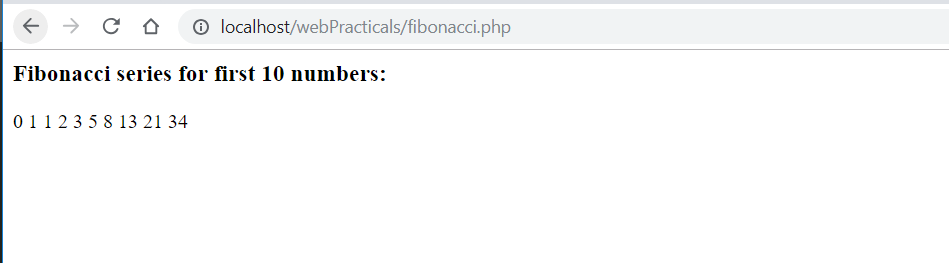 localhost/webPracticals/fibonacci.php
Fibonacci series for first 10 numbers:
0 1 1 2 3 5 8 13 21 34